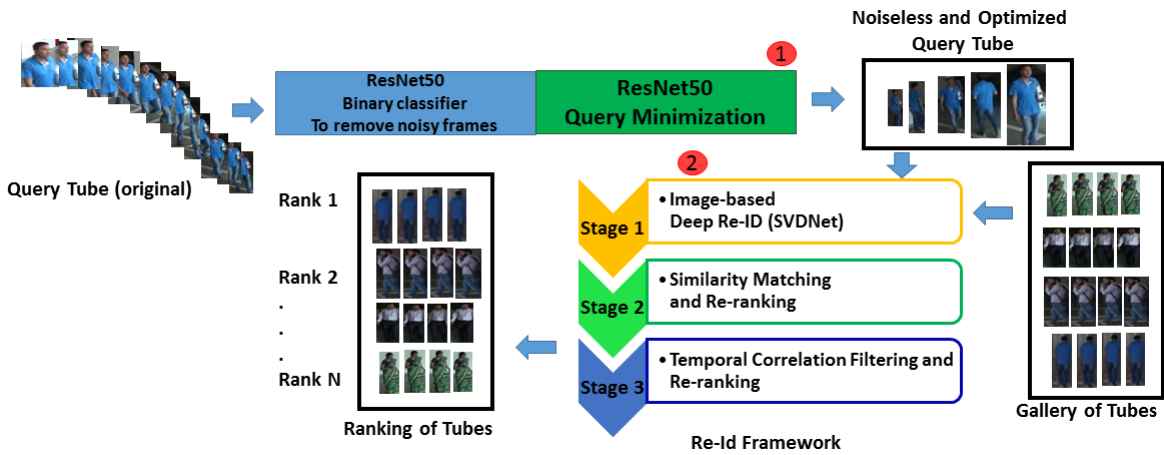 Noiseless and Optimized
Query Tube
1
ResNet50
Binary classifier
To remove noisy frames
ResNet50
Query Minimization
Query Tube (original)
2
Rank 1
Rank 2
.
.
.
Rank N
Ranking of Tubes
Stage 1
•Image-based
Deep Re-ID (SVDNet)
Stage 2
•Similarity Matching
and Re-ranking
Stage 3
•Temporal Correlation Filtering and
Re-ranking
Gallery of Tubes
Re-Id Framework